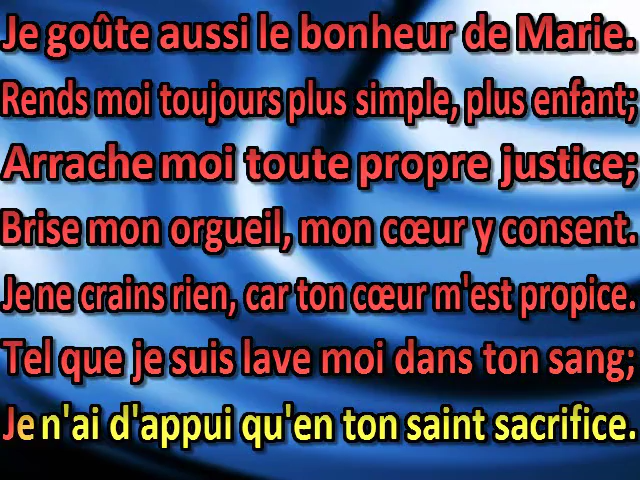 Je goûte aussi le bonheur de Marie.
Rends moi toujours plus simple, plus enfant;
Arrache moi toute propre justice;
Brise mon orgueil, mon cœur y consent.
Je ne crains rien, car ton cœur m'est propice.
Tel que je suis lave moi dans ton sang;
Je n'ai d'appui qu'en ton saint sacrifice.